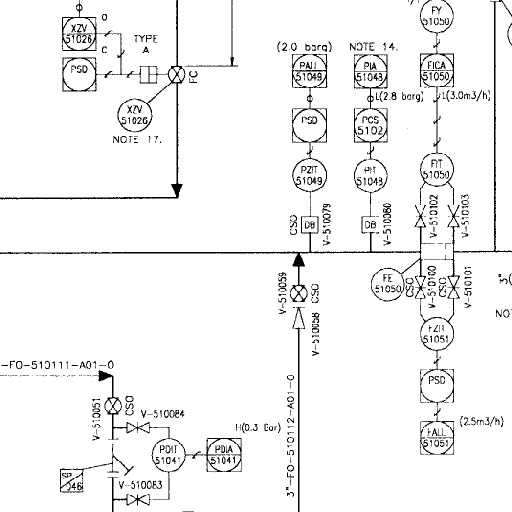 FY
51050
XZV
51026
O
C
TYPE
A
PSD
FC
XZV
51026
NOTE 17.
(2.0 barg)
NOTE 14.
51049
PIA
51048
FICA
51050
L(2.8 barg)
L(3.0m3/h)
PSD
PCS
5102
PZIT
51049
PIT
51048
FIT
51050
CSO
DB
V-510079
DB
V-510080
V-510102
V-510103
FE
51050
CSO
V-510100
CSO
V-510101
3"(
NOT
V-510059
CSO
V-510058
FZIT
51051
PSD
FALL
51051
(2.5m3/h)
-FO-510111-A01-0
3"-FO-510112-A01-0
V-510051
CSO
V-510084
H(0.3 Bar)
PDIT
51041
PDIA
51041
SP
046
V-510083